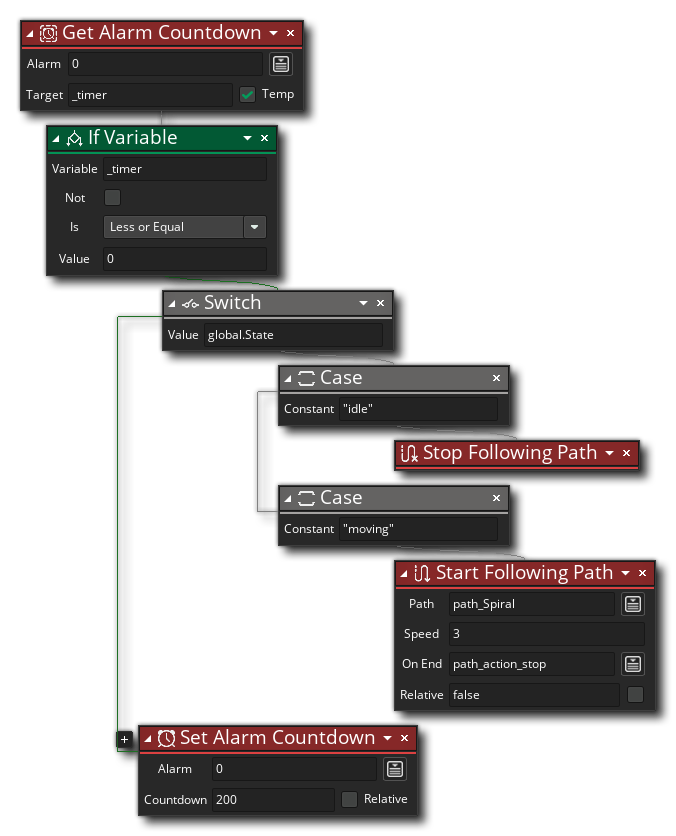 Get Alarm Countdown
Alarm 0
Target _timer Temp
If Variable
Variable _timer
Not
Is Less or Equal
Value 0
Switch
Value global.State
Case
Constant "idle"
Stop Following Path
Case
Constant "moving"
Start Following Path
Path path_Spiral
Speed 3
On End path_action_stop
Relative false
Set Alarm Countdown
Alarm 0
Countdown 200 Relative